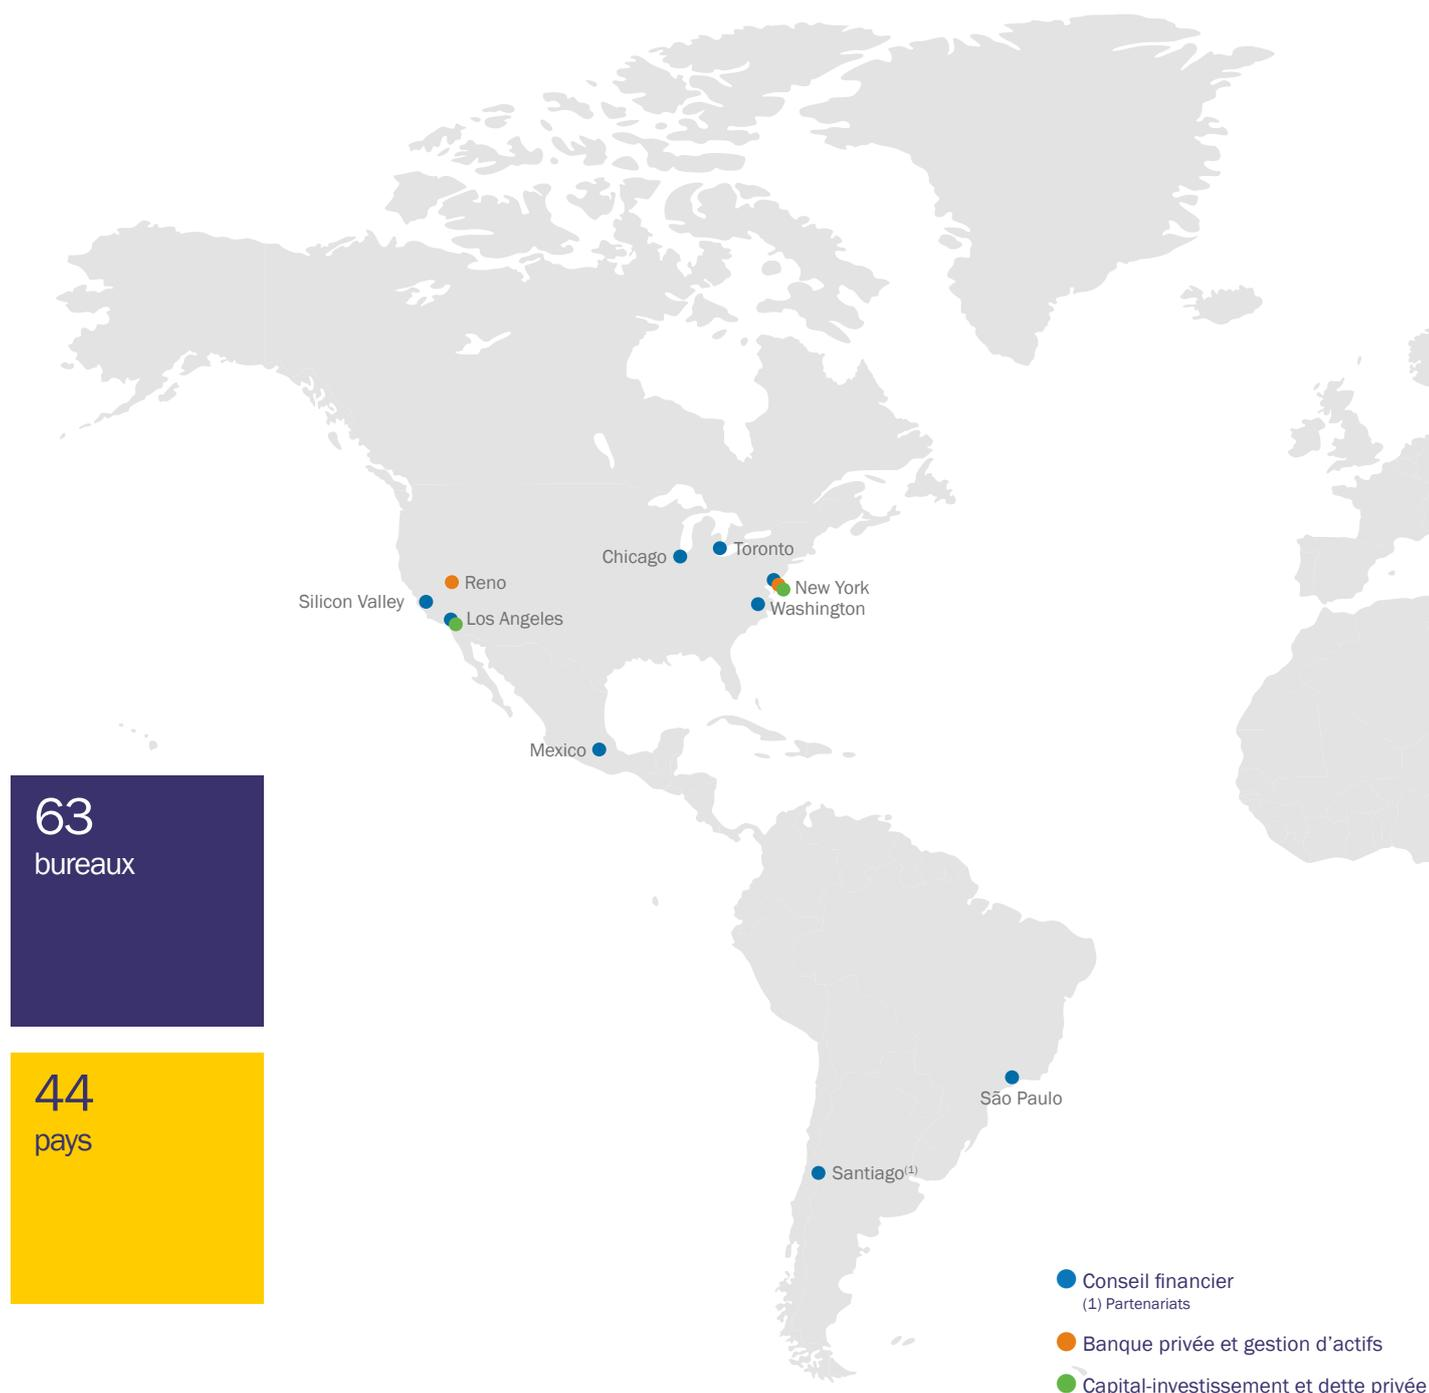 Chicago
Toronto
Reno
New York
Silicon Valley
Washington
Los Angeles
Mexico
63
bureaux
44
pays
São Paulo
Santiago(1)
Conseil financier
(1) Partenariats
Banque privée et gestion d’actifs
Capital-investissement et dette privée